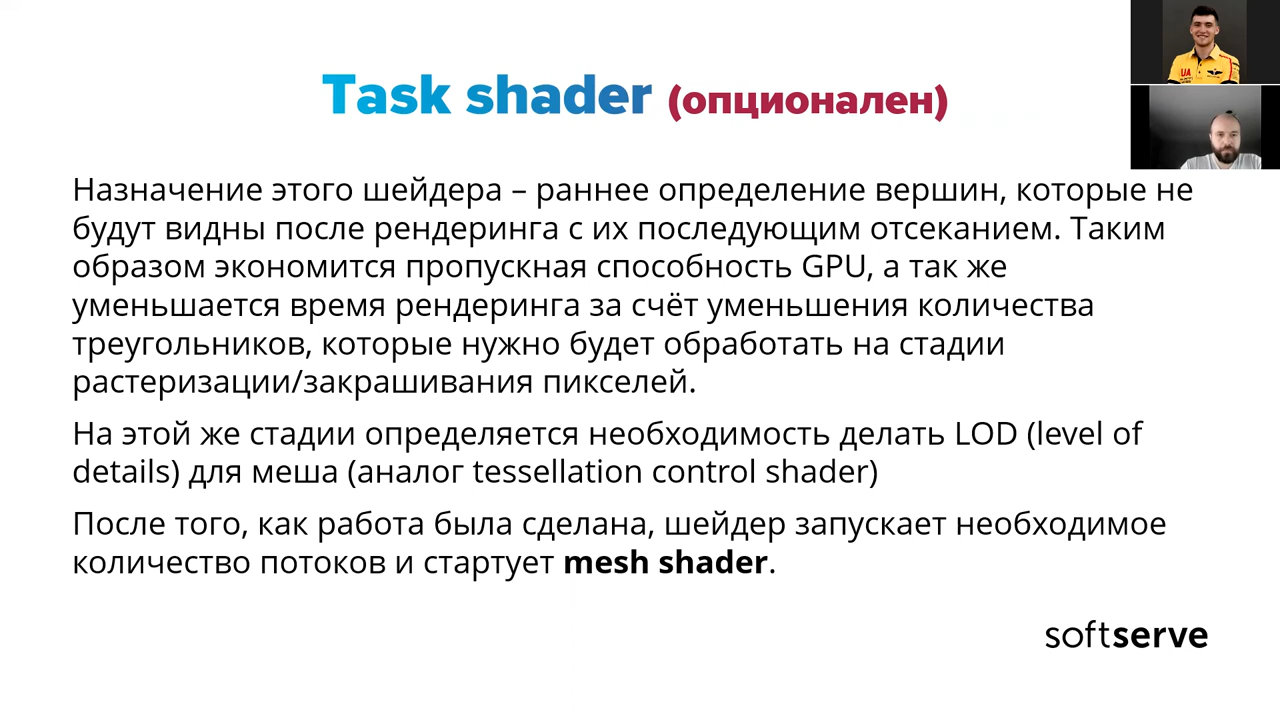 Task shader (опционален)
UA
Назначение этого шейдера – раннее определение вершин, которые не
будут видны после рендеринга с их последующим отсеканием. Таким
образом экономится пропускная способность GPU, а так же
уменьшается время рендеринга за счёт уменьшения количества
треугольников, которые нужно будет обработать на стадии
растеризации/закрашивания пикселей.
На этой же стадии определяется необходимость делать LOD (level of
details) для меша (аналог tessellation control shader)
После того, как работа была сделана, шейдер запускает необходимое
количество потоков и стартует mesh shader.
softserve